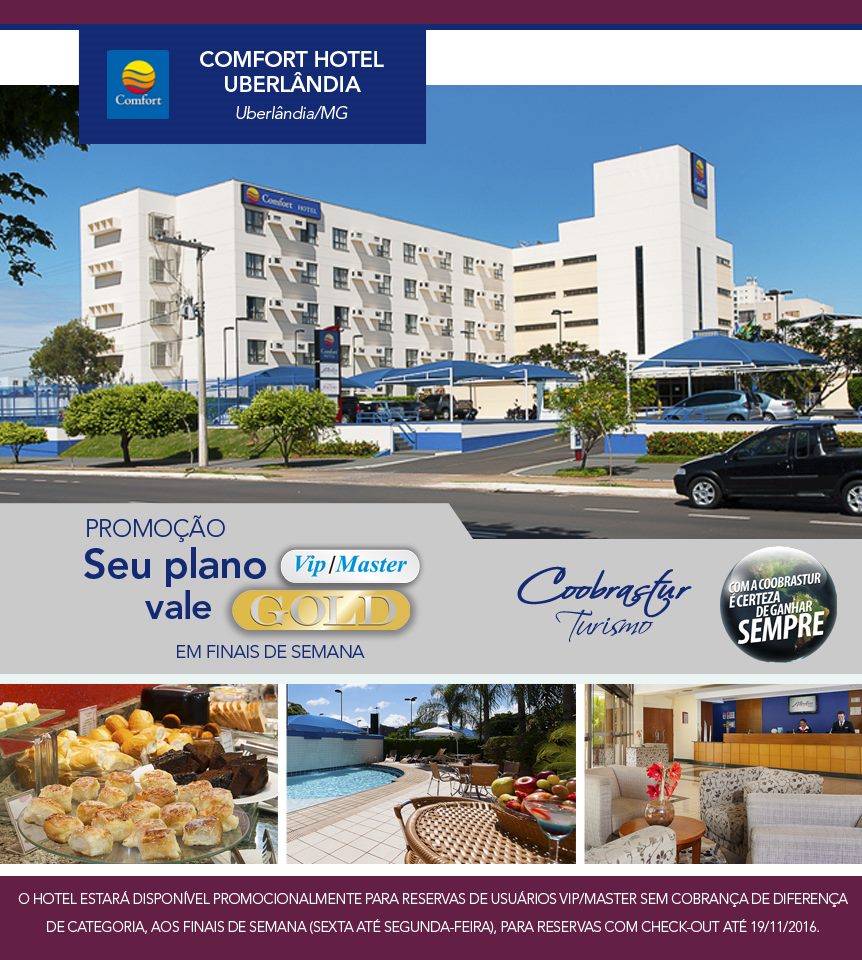 COMFORT HOTEL
UBERLÂNDIA
Uberlândia/MG
Comfort
Comfort HOTEL
Comfort
PROMOÇÃO
Seu plano Vip/Master
vale GOLD
EM FINAIS DE SEMANA
Coobrastur
Turismo
COM A COOBRASTUR
É CERTEZA
DE GANHAR
SEMPRE
O HOTEL ESTARÁ DISPONÍVEL PROMOCIONALMENTE PARA RESERVAS DE USUÁRIOS VIP/MASTER SEM COBRANÇA DE DIFERENÇA
DE CATEGORIA, AOS FINAIS DE SEMANA (SEXTA ATÉ SEGUNDA-FEIRA), PARA RESERVAS COM CHECK-OUT ATÉ 19/11/2016.